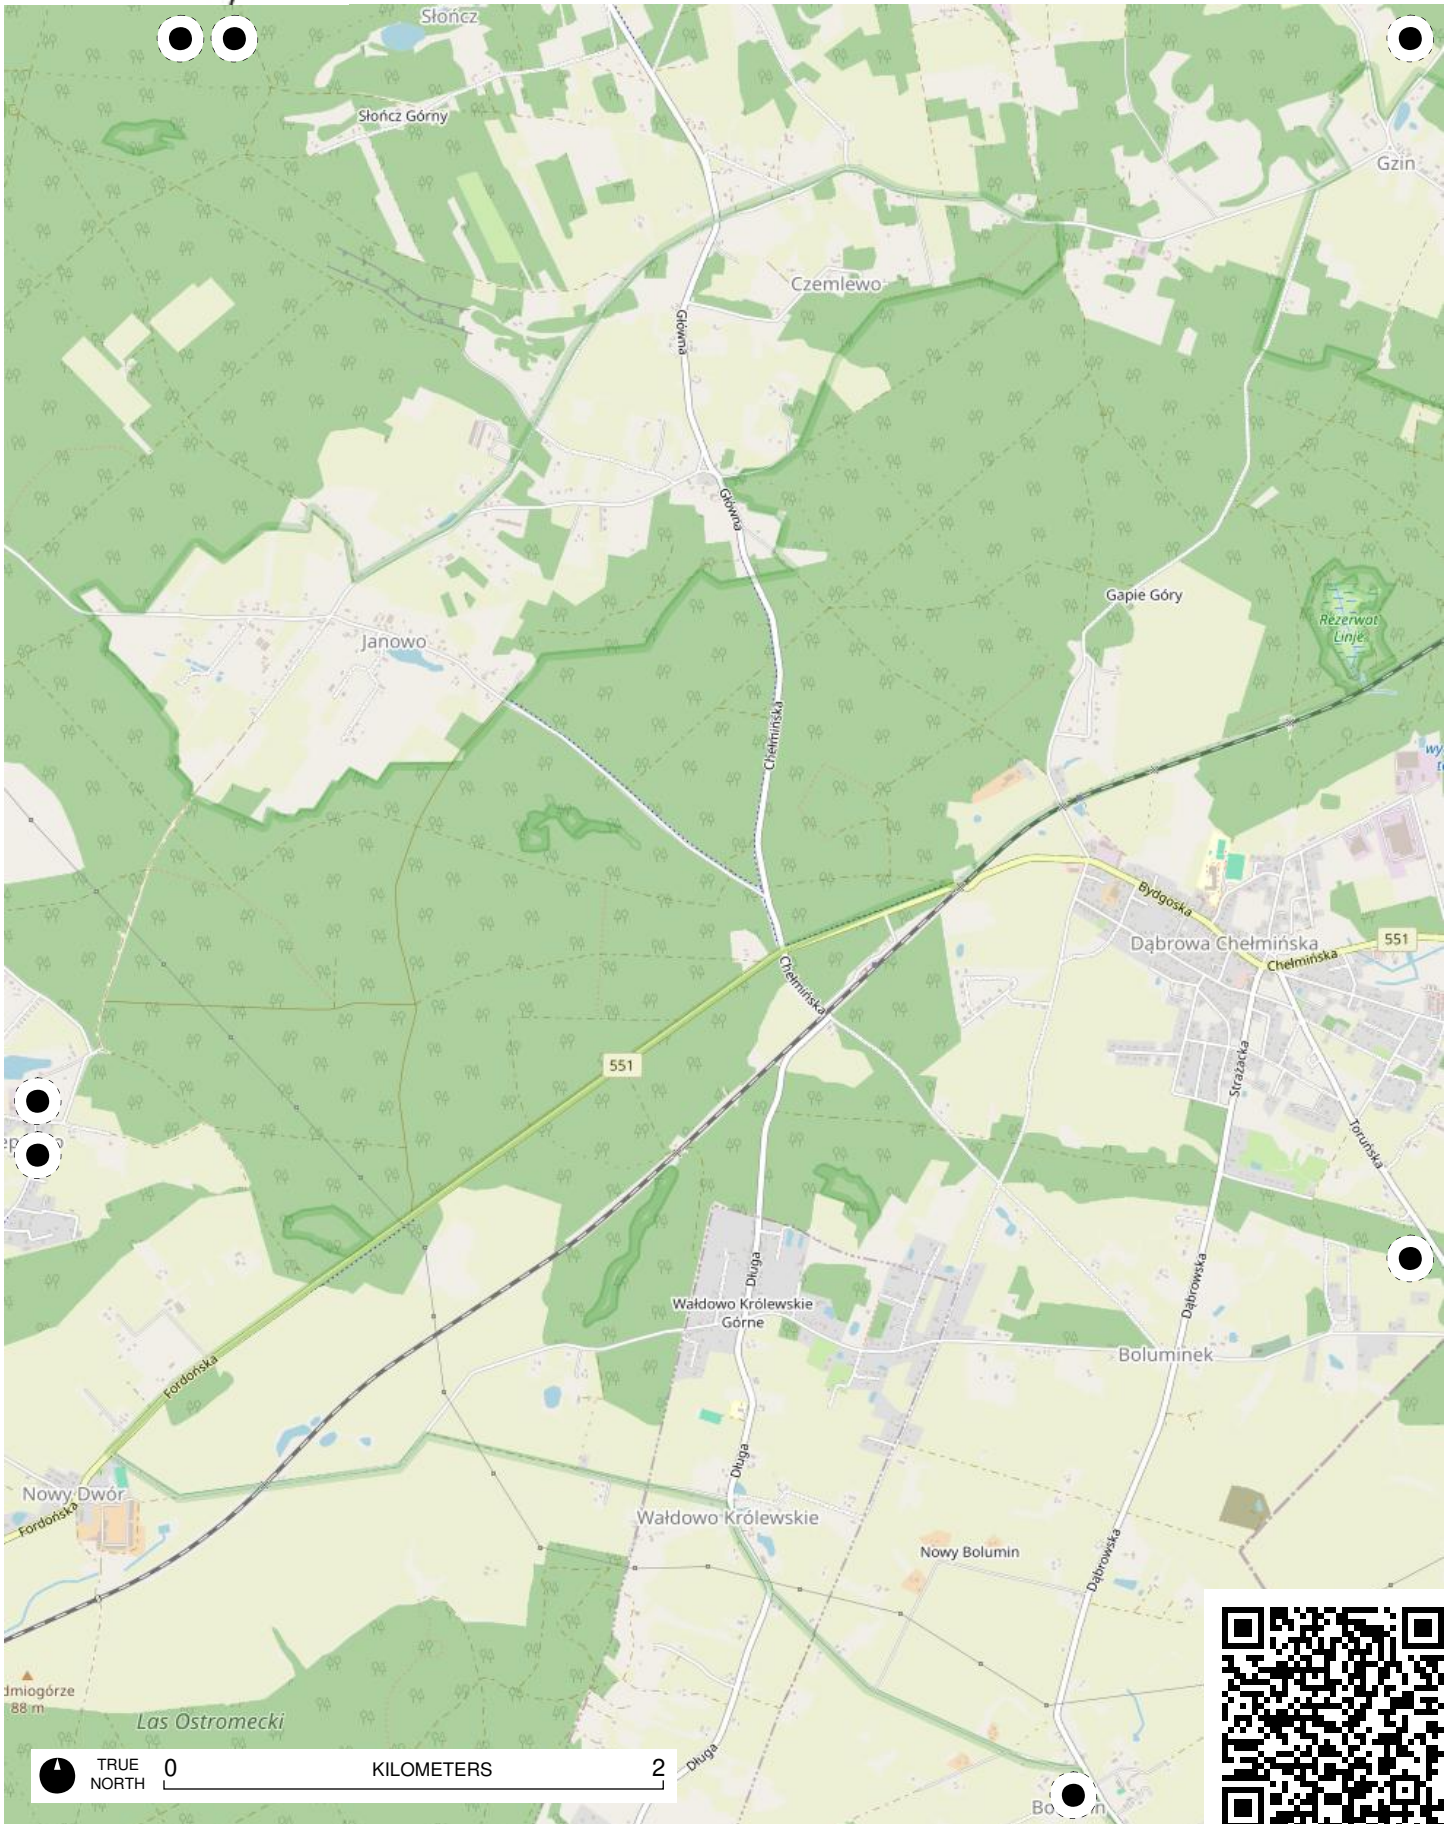 Słończ
Słończ Górny
Gzin
Czemlewo
Główna
Główna
Gapie Góry
Rezerwat
Linje
Janowo
Chełmińska
Bydgoska
Dąbrowa Chełmińska
551
Chełmińska
Chełmińska
551
Strażacka
Toruńska
Długa
Dąbrowska
Wałdowo Królewskie
Górne
Boluminek
Fordońska
Długa
Nowy Dwór
Fordońska
Wałdowo Królewskie
Nowy Bolumin
Dąbrowska
dmiogórze
88 m
Las Ostromecki
Długa
TRUE
NORTH
0
KILOMETERS
2